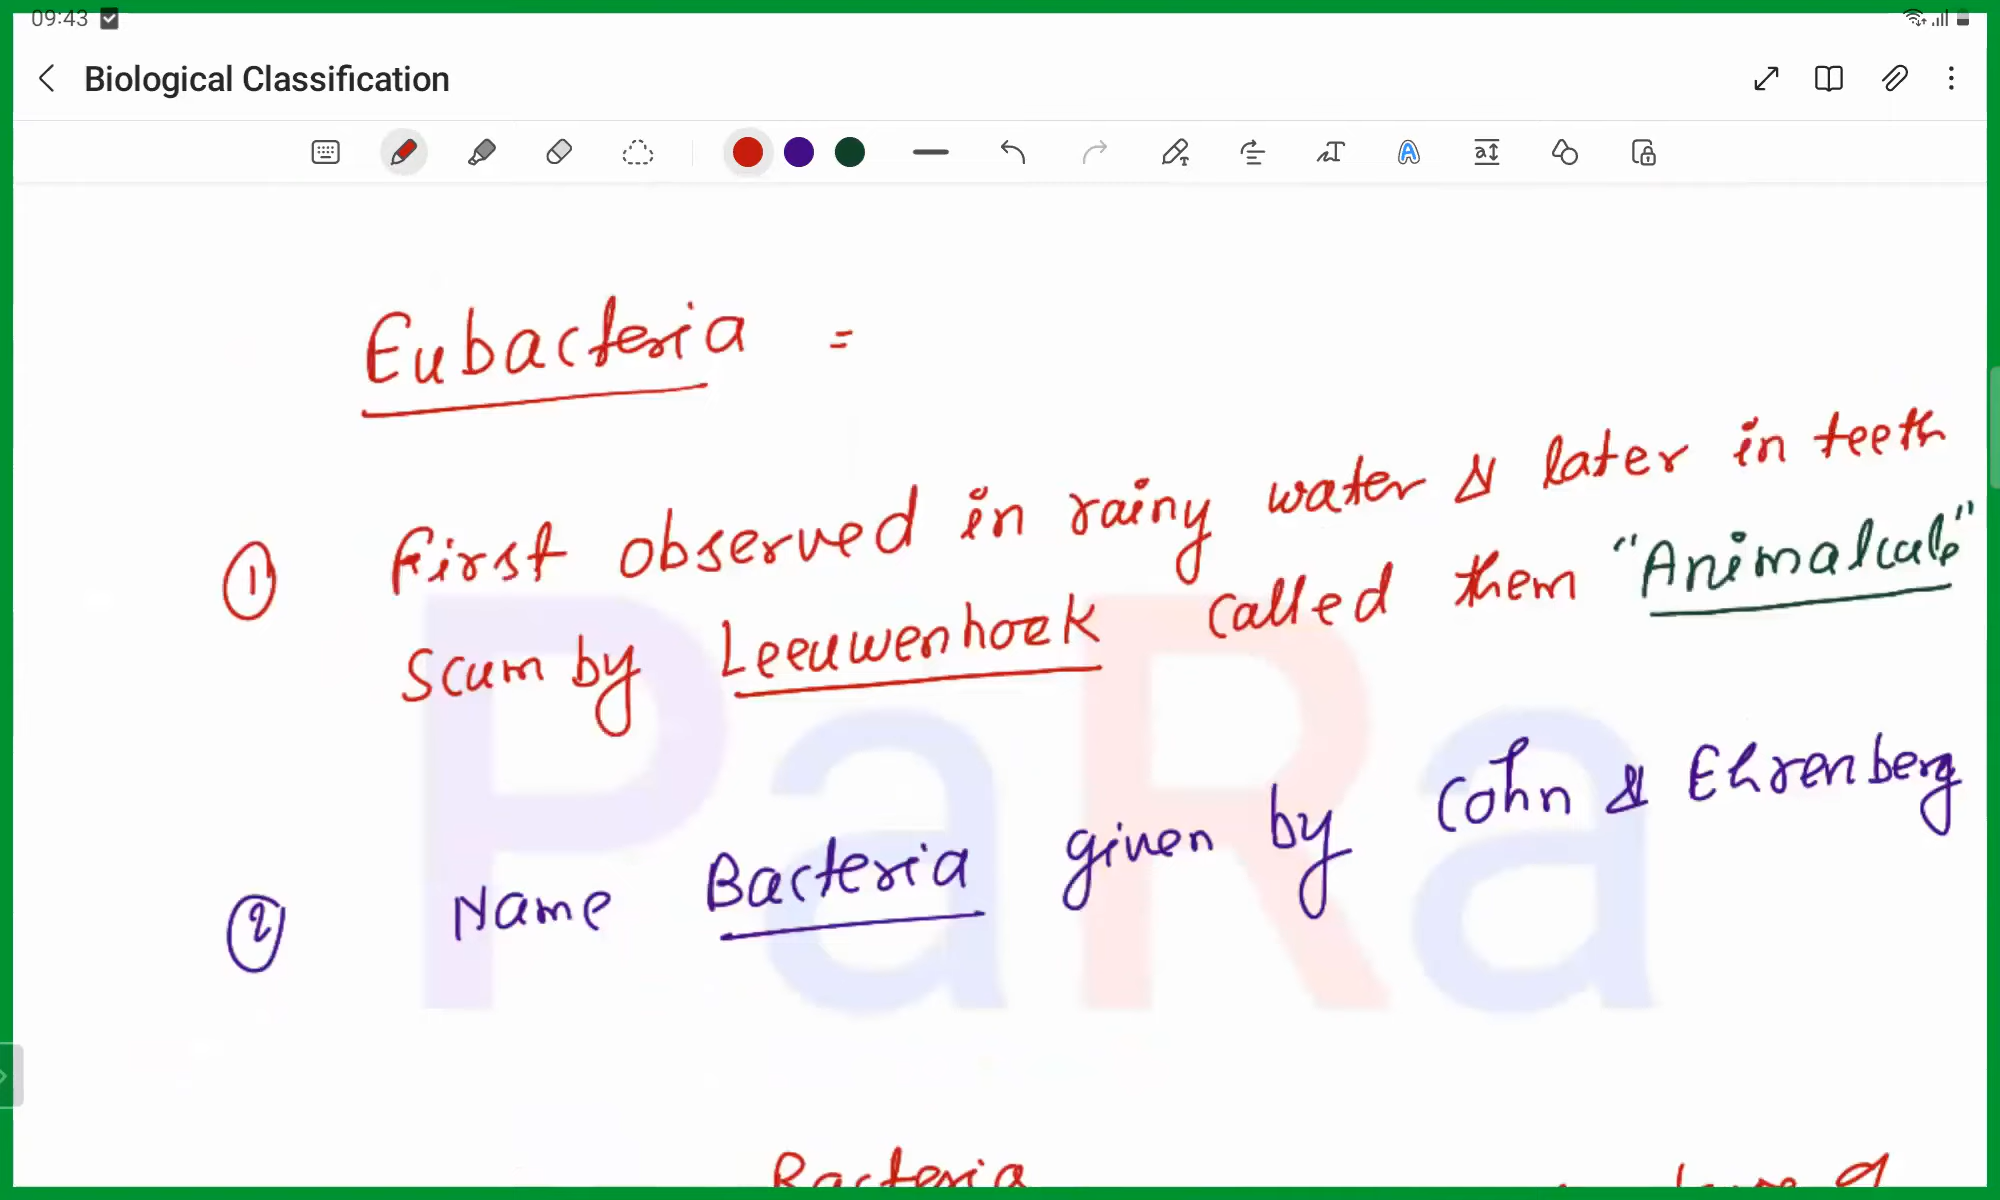 09:43
Biological Classification
Eubacteria =
① First observed in rainy water & later in teeth
scum by Leeuwenhoek called them "Animalcule"
② Name Bacteria given by Cohn & Ehrenberg
Bacteria
PaRa